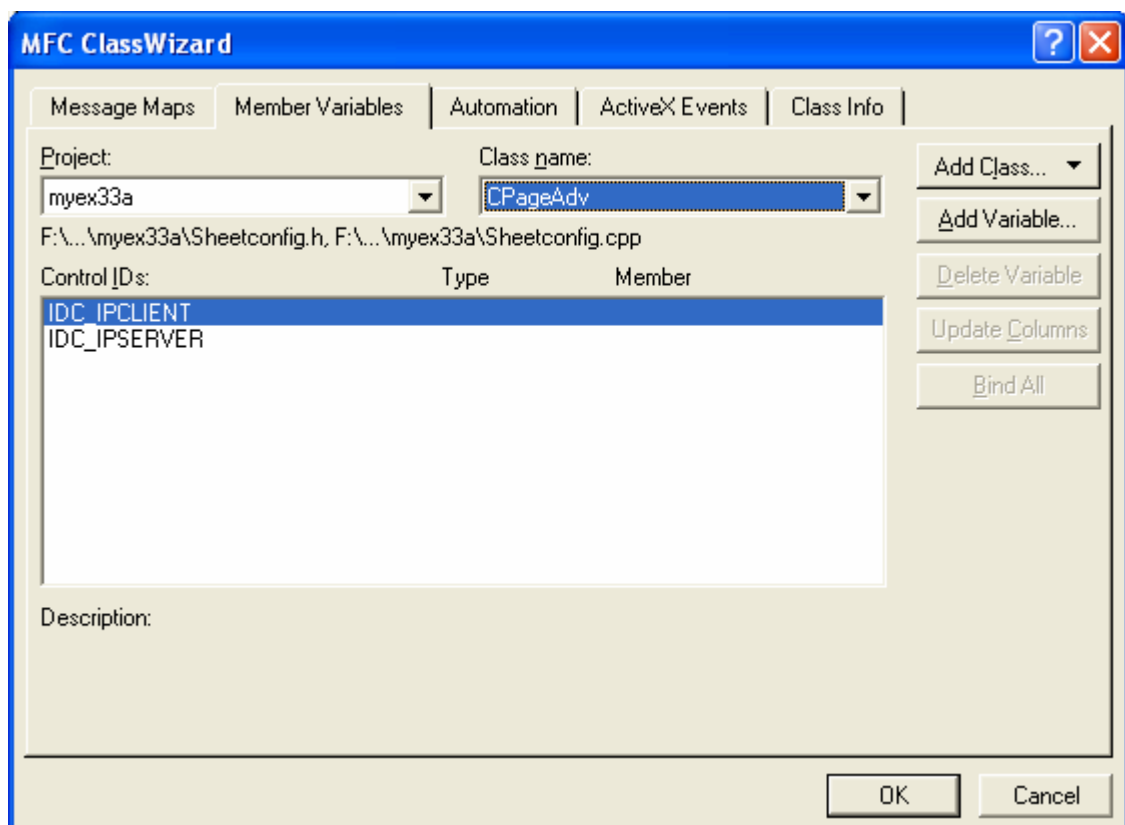 MFC ClassWizard
Message Maps Member Variables Automation ActiveX Events Class Info
Project: Class name:
Add Class...
myex33a CPageAdv
Add Variable...
F:\...\myex33a\Sheetconfig.h, F:\...\myex33a\Sheetconfig.cpp
Control IDs: Type Member
Delete Variable
IDC_IPCLIENT
IDC_IPSERVER
Update Columns
Bind All
Description:
OK Cancel